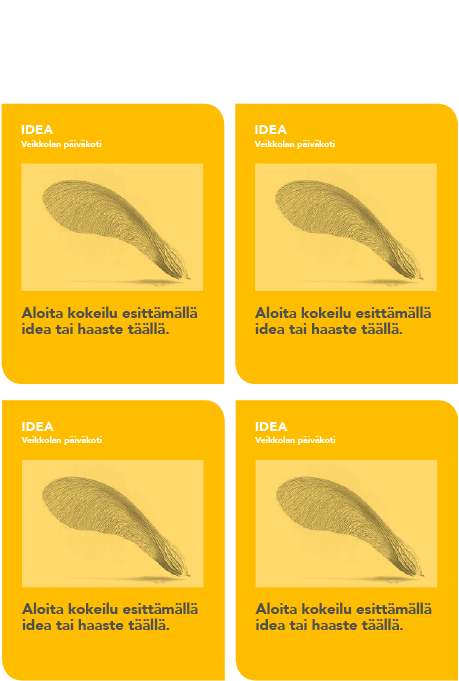 IDEA
Veikkolan päiväkoti
Aloita kokeilu esittämällä
idea tai haaste täällä.
IDEA
Veikkolan päiväkoti
Aloita kokeilu esittämällä
idea tai haaste täällä.
IDEA
Veikkolan päiväkoti
Aloita kokeilu esittämällä
idea tai haaste täällä.
IDEA
Veikkolan päiväkoti
Aloita kokeilu esittämällä
idea tai haaste täällä.